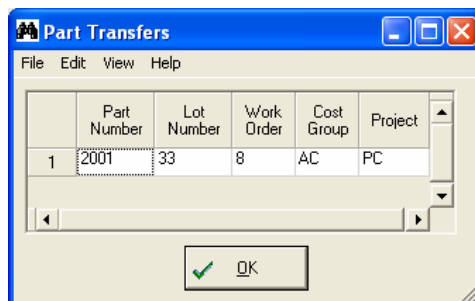 Part Transfers
File Edit View Help
Part Number Lot Number Work Order Cost Group Project
1 2001 33 8 AC PC
OK